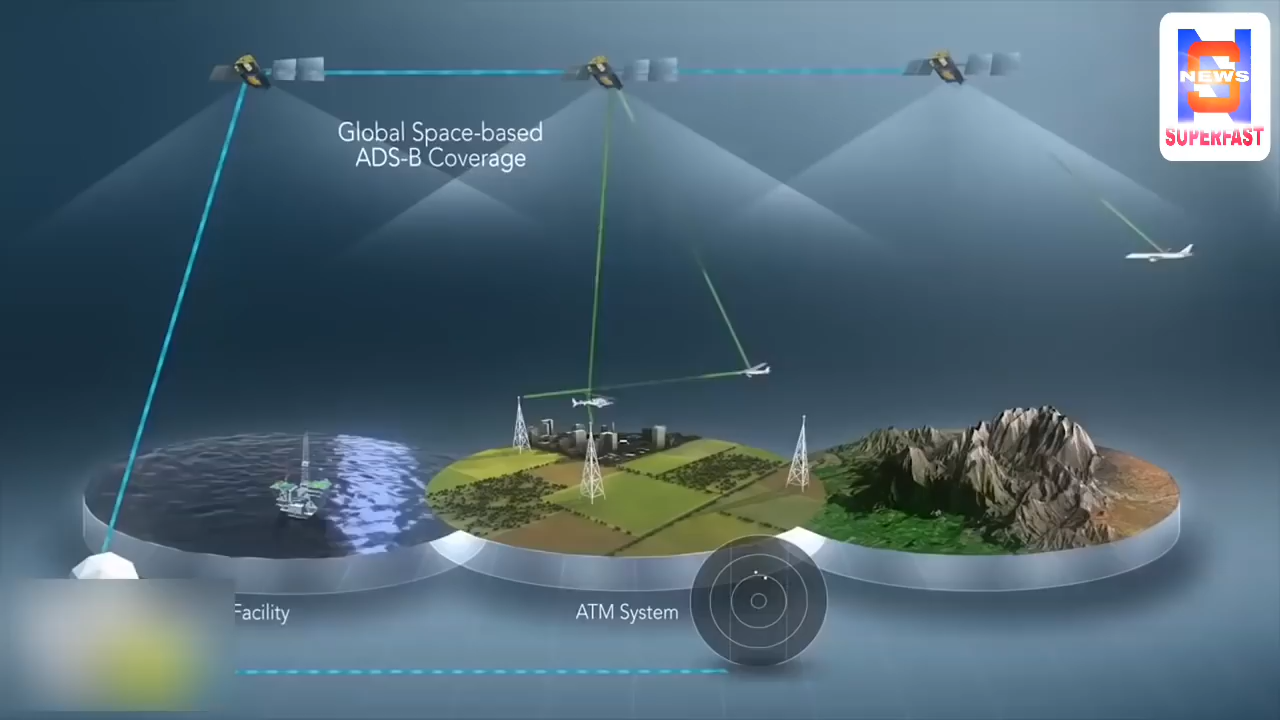 Global Space-based
ADS-B Coverage
NEWS
SUPERFAST
Facility
ATM System